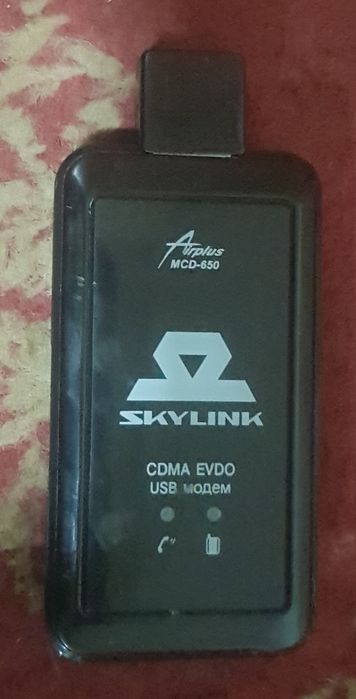 Airplus
MCD-650
SKYLINK
CDMA EVDO
USB модем